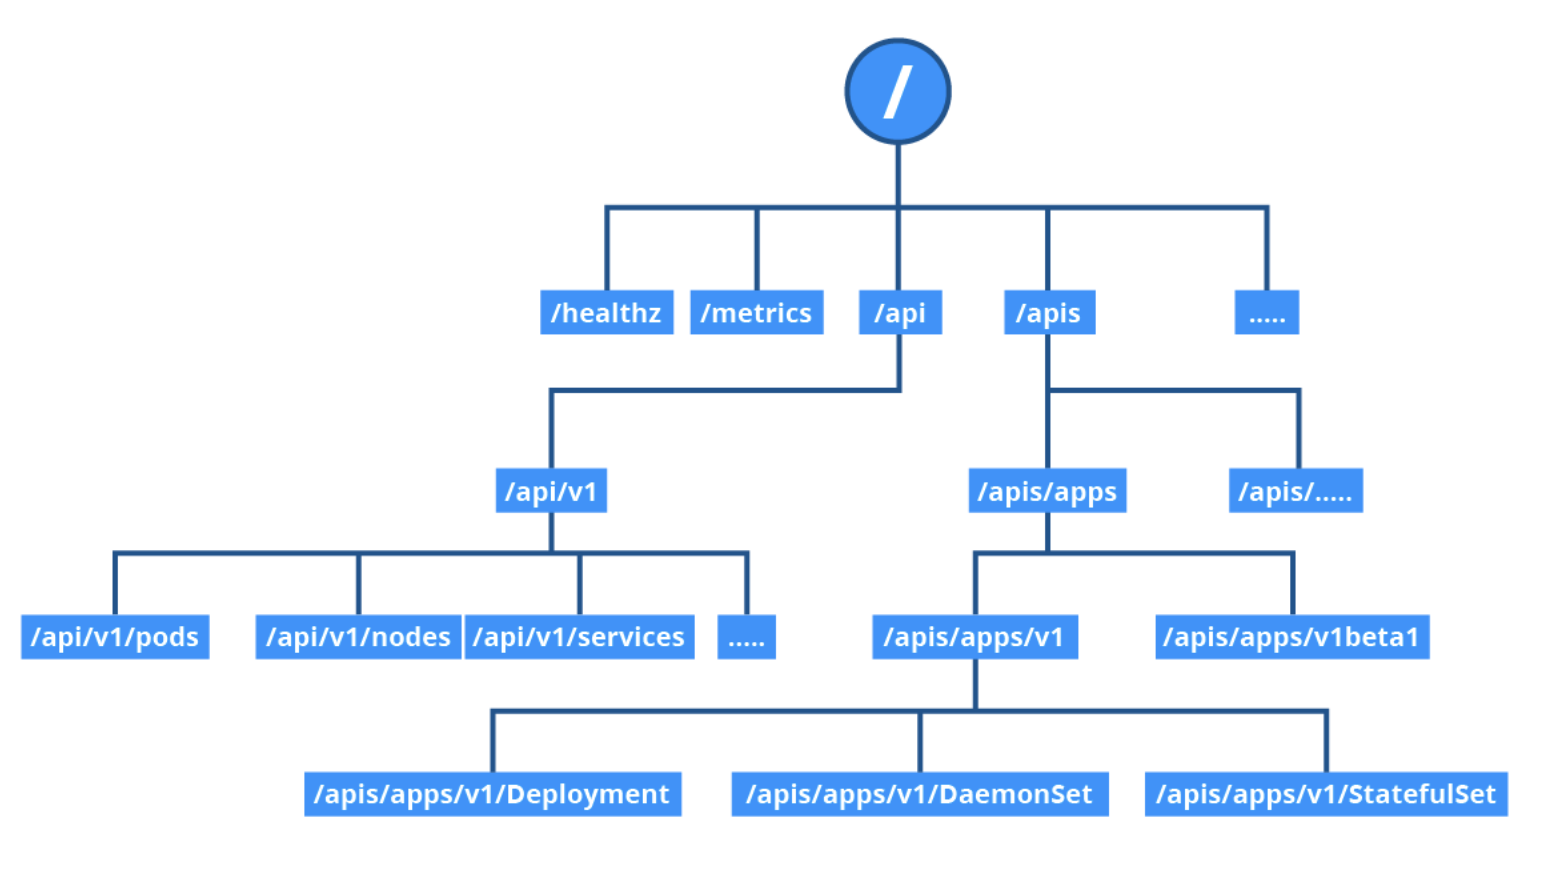 /
/healthz
/metrics
/api
/apis
.....
/api/v1
/apis/apps
/apis/.....
/api/v1/pods
/api/v1/nodes
/api/v1/services
.....
/apis/apps/v1
/apis/apps/v1beta1
/apis/apps/v1/Deployment
/apis/apps/v1/DaemonSet
/apis/apps/v1/StatefulSet